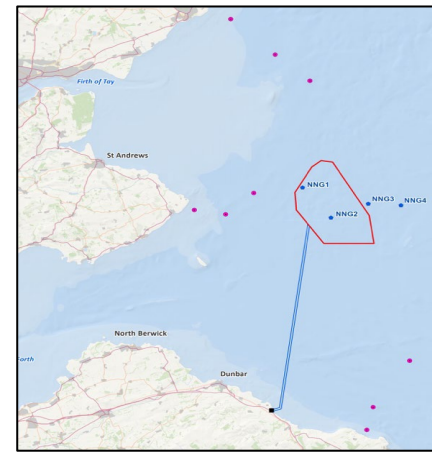 Firth of Tay
St Andrews
NNG1
NNG3
NNG4
NNG2
North Berwick
Forth
Dunbar